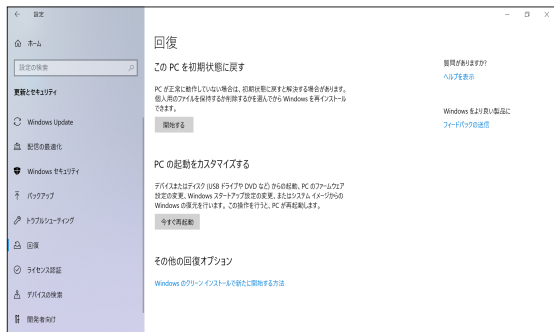 設定
ホーム
設定の検索
更新とセキュリティ
Windows Update
配信の最適化
Windows セキュリティ
バックアップ
トラブルシューティング
回復
ライセンス認証
デバイスの検索
開発者向け
回復
この PC を初期状態に戻す
PC が正常に動作していない場合は、初期状態に戻すと解決する場合があります。
個人用のファイルを保持するか削除するかを選んでから Windows を再インストール
できます。
開始する
PC の起動をカスタマイズする
デバイスまたはディスク (USB ドライブや DVD など) からの起動、PC のファームウェア
設定の変更、Windows スタートアップ設定の変更、またはシステム イメージからの
Windows の復元を行います。この操作を行うと、PC が再起動します。
今すぐ再起動
その他の回復オプション
Windows のクリーン インストールで新たに開始する方法
質問がありますか?
ヘルプを表示
Windows をより良い製品に
フィードバックの送信